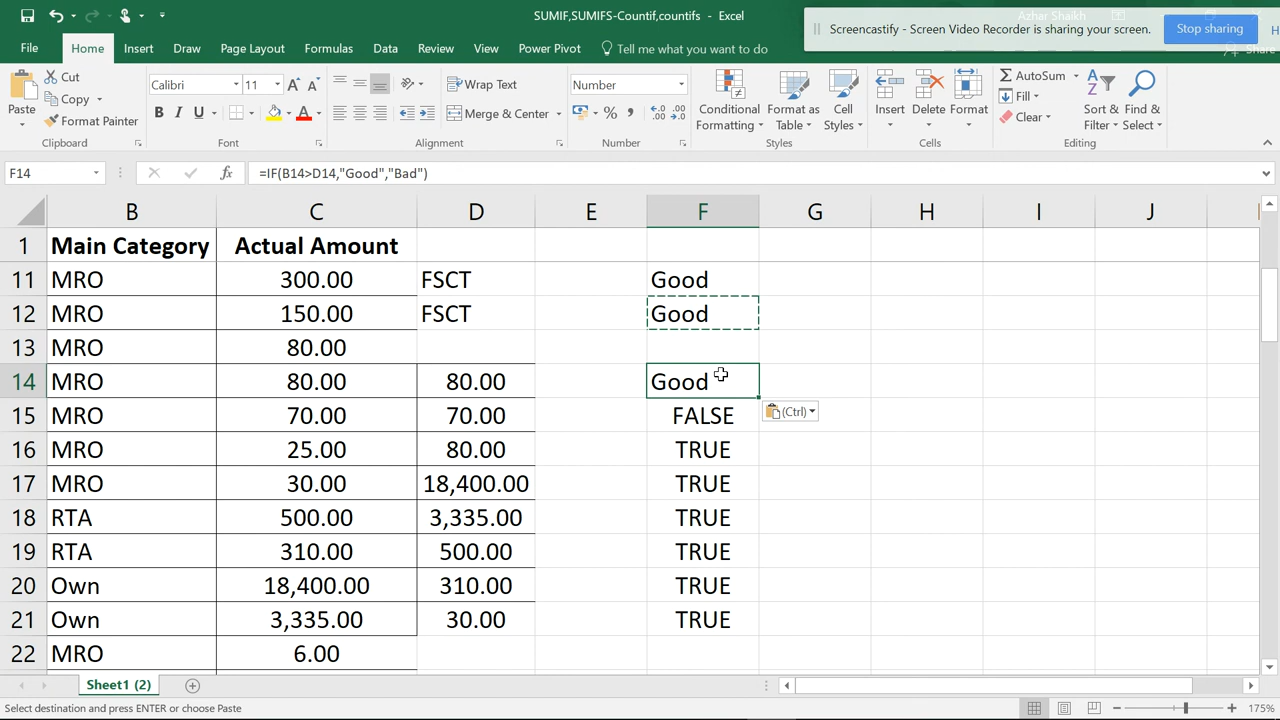 SUMIF,SUMIFS-Countif,countifs - Excel
Azhar Shaikh
Screencastify - Screen Video Recorder is sharing your screen.
Stop sharing
File Home Insert Draw Page Layout Formulas Data Review View Power Pivot Tell me what you want to do
Share
Paste
Cut
Copy
Format Painter
Calibri 11
B I U
Wrap Text
Merge & Center
Number
Conditional Formatting
Format as Table
Cell Styles
Insert
Delete
Format
AutoSum
Fill
Clear
Sort & Filter
Find & Select
Clipboard Font Alignment Number Styles Cells Editing
F14 fx =IF(B14>D14,"Good","Bad")
B C D E F G H I J
1 Main Category Actual Amount
11 MRO 300.00 FSCT Good
12 MRO 150.00 FSCT Good
13 MRO 80.00
14 MRO 80.00 80.00 Good
15 MRO 70.00 70.00 FALSE
(Ctrl)
16 MRO 25.00 80.00 TRUE
17 MRO 30.00 18,400.00 TRUE
18 RTA 500.00 3,335.00 TRUE
19 RTA 310.00 500.00 TRUE
20 Own 18,400.00 310.00 TRUE
21 Own 3,335.00 30.00 TRUE
22 MRO 6.00
Sheet1 (2)
Select destination and press ENTER or choose Paste
175%